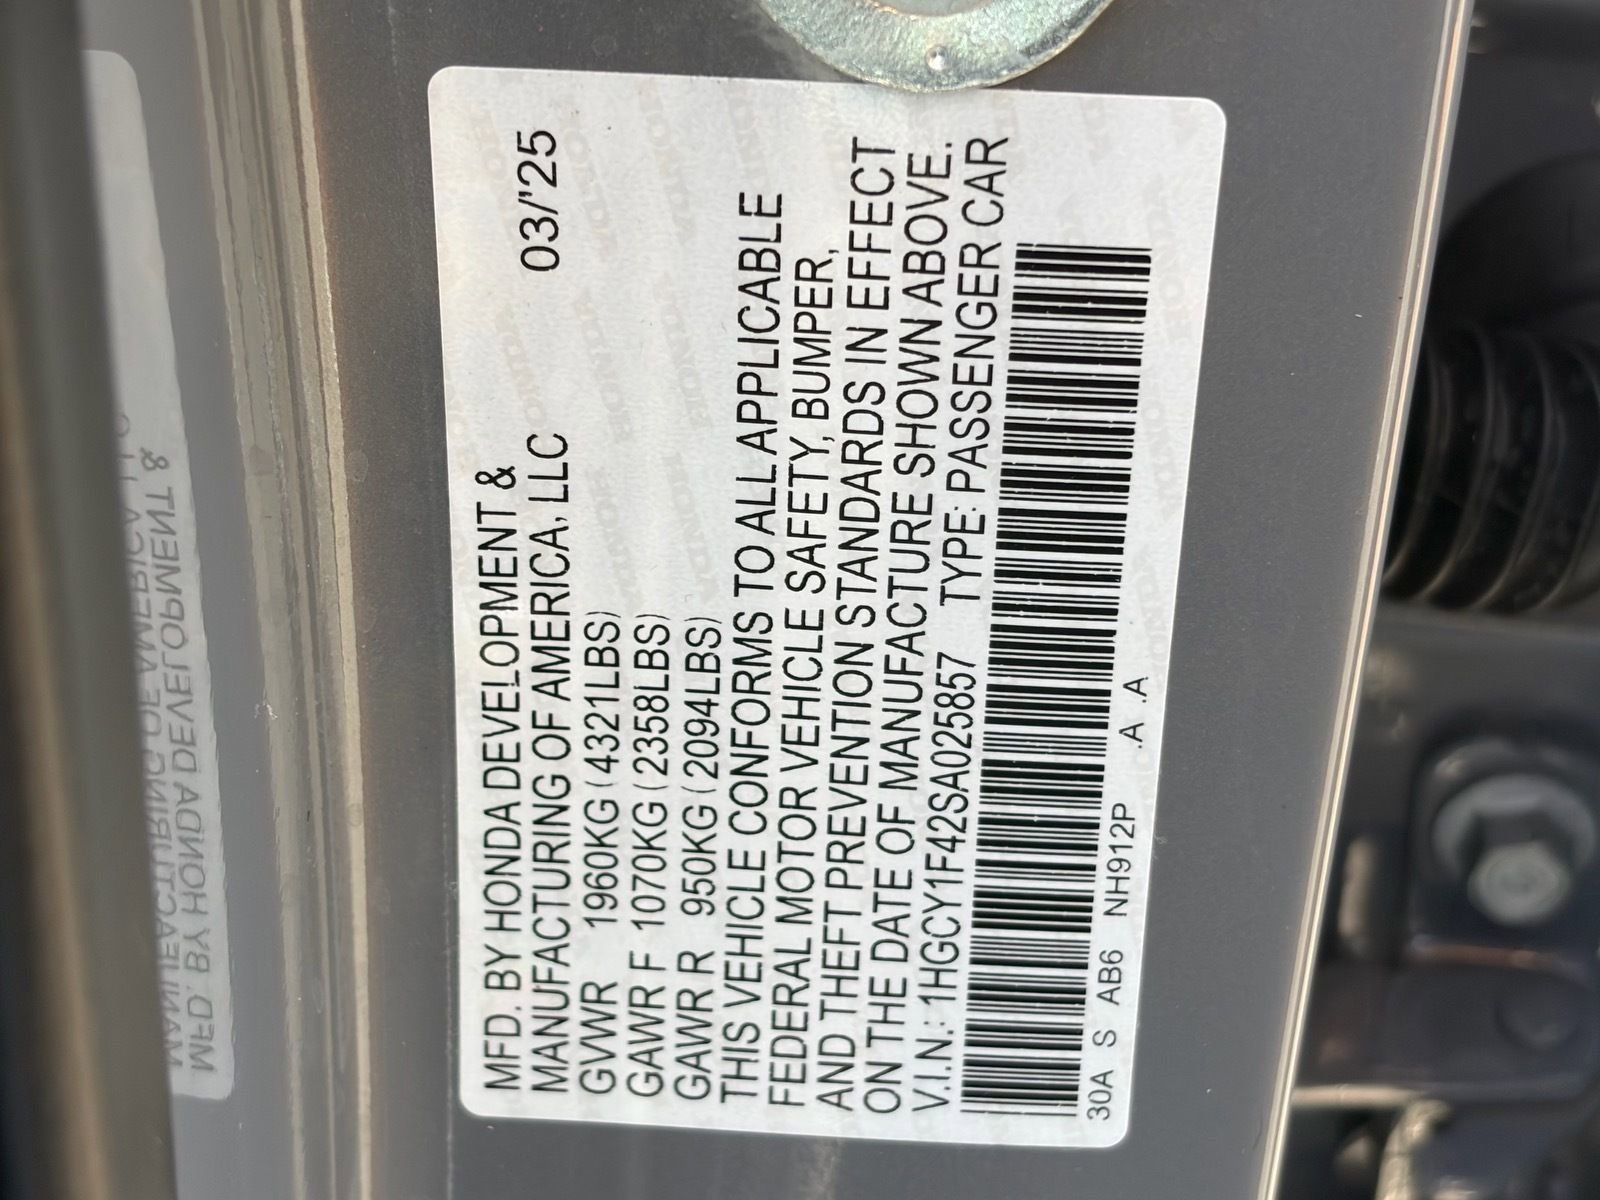 MFD. BY HONDA DEVELOPMENT &
MANUFACTURING OF AMERICA, LLC 03/'25
GVWR 1960KG (4321LBS)
GAWR F 1070KG (2358LBS)
GAWR R 950KG (2094LBS)
THIS VEHICLE CONFORMS TO ALL APPLICABLE
FEDERAL MOTOR VEHICLE SAFETY, BUMPER,
AND THEFT PREVENTION STANDARDS IN EFFECT
ON THE DATE OF MANUFACTURE SHOWN ABOVE.
V.I.N.: 1HGCY1F42SA025857 TYPE: PASSENGER CAR
30A S AB6 NH912P .A .A